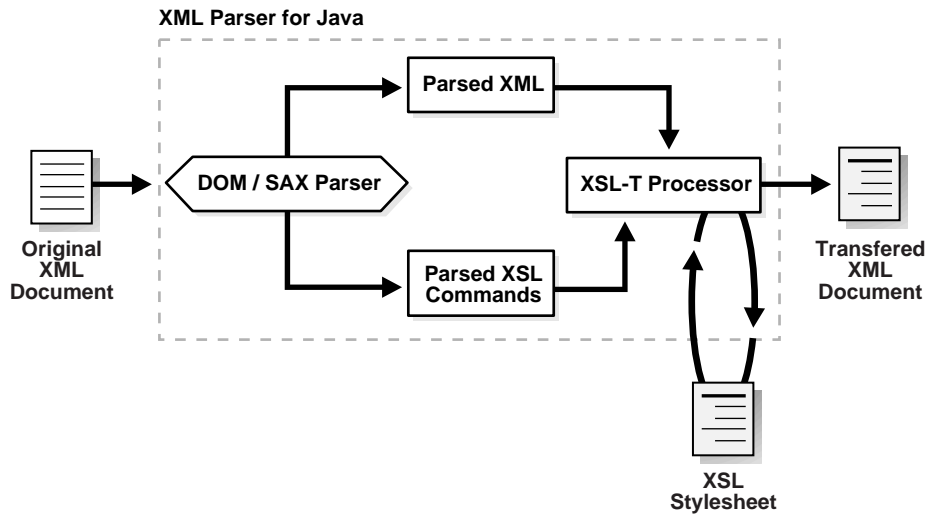 XML Parser for Java
Parsed XML
DOM / SAX Parser
XSL-T Processor
Original
XML
Document
Parsed XSL
Commands
Transfered
XML
Document
XSL
Stylesheet